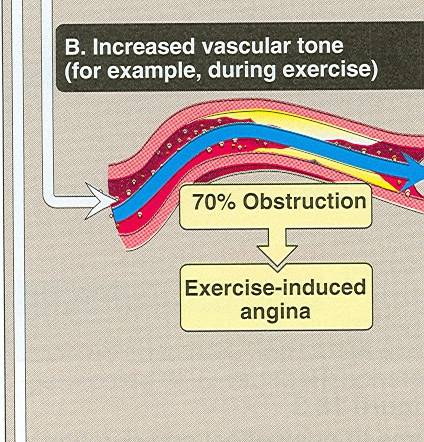 B. Increased vascular tone
(for example, during exercise)
70% Obstruction
Exercise-induced
angina